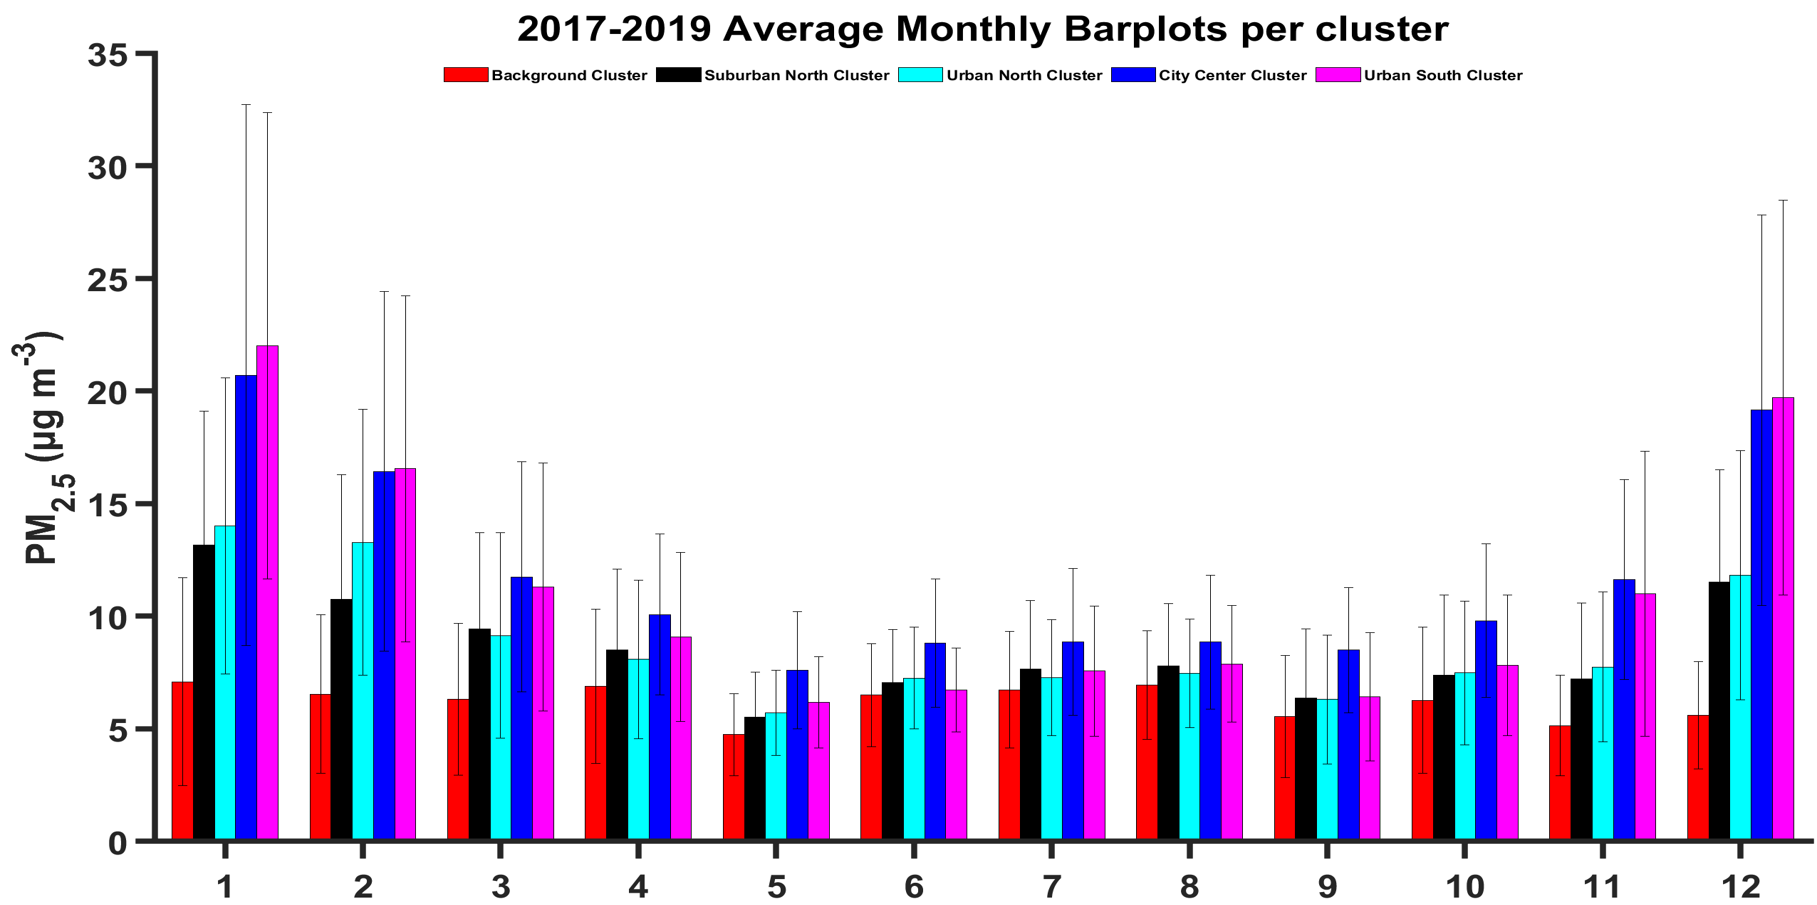 2017-2019 Average Monthly Barplots per cluster
Background Cluster Suburban North Cluster Urban North Cluster City Center Cluster Urban South Cluster
PM2.5 (µg m-3)
35
30
25
20
15
10
5
0
1 2 3 4 5 6 7 8 9 10 11 12